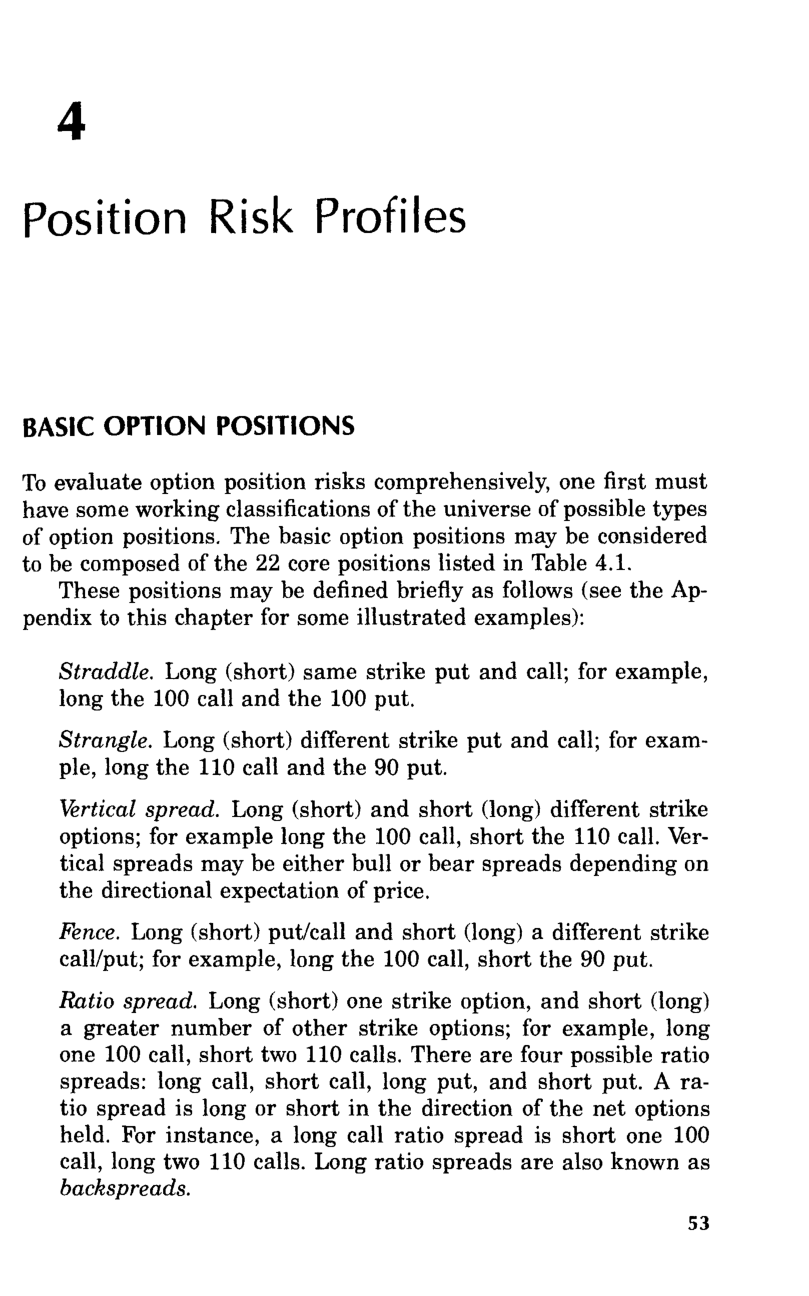 4
Position Risk Profiles
BASIC OPTION POSITIONS
To evaluate option position risks comprehensively, one first must
have some working classifications of the universe of possible types
of option positions. The basic option positions may be considered
to be composed of the 22 core positions listed in Table 4.1.
These positions may be defined briefly as follows (see the Ap-
pendix to this chapter for some illustrated examples):
Straddle. Long (short) same strike put and call; for example,
long the 100 call and the 100 put.
Strangle. Long (short) different strike put and call; for exam-
ple, long the 110 call and the 90 put.
Vertical spread. Long (short) and short (long) different strike
options; for example long the 100 call, short the 110 call. Ver-
tical spreads may be either bull or bear spreads depending on
the directional expectation of price.
Fence. Long (short) put/call and short (long) a different strike
call/put; for example, long the 100 call, short the 90 put.
Ratio spread. Long (short) one strike option, and short (long)
a greater number of other strike options; for example, long
one 100 call, short two 110 calls. There are four possible ratio
spreads: long call, short call, long put, and short put. A ra-
tio spread is long or short in the direction of the net options
held. For instance, a long call ratio spread is short one 100
call, long two 110 calls. Long ratio spreads are also known as
backspreads.
53